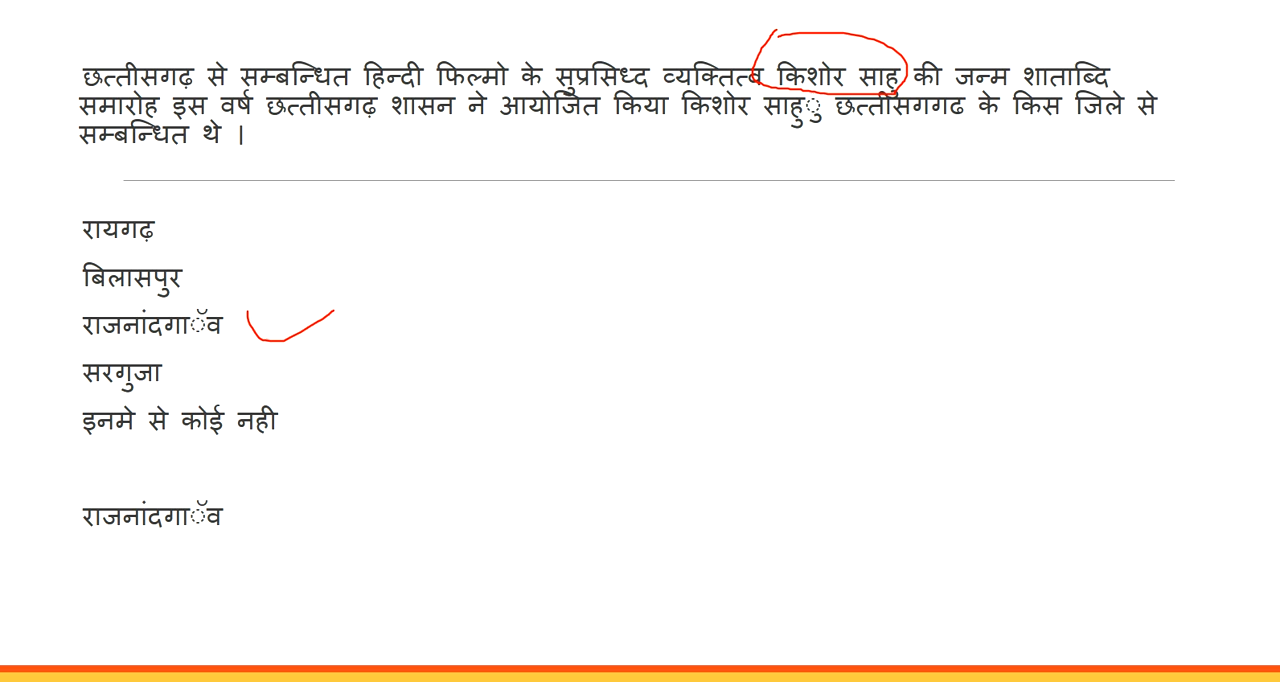 छत्तीसगढ़ से सम्बन्धित हिन्दी फिल्मो के सुप्रसिध्द व्यक्तित्व किशोर साहु की जन्म शाताब्दि
समारोह इस वर्ष छत्तीसगढ़ शासन ने आयोजित किया किशोर साहुु छत्तीसगगढ के किस जिले से
सम्बन्धित थे ।
रायगढ़
बिलासपुर
राजनांदगाॅव
सरगुजा
इनमे से कोई नही
राजनांदगाॅव